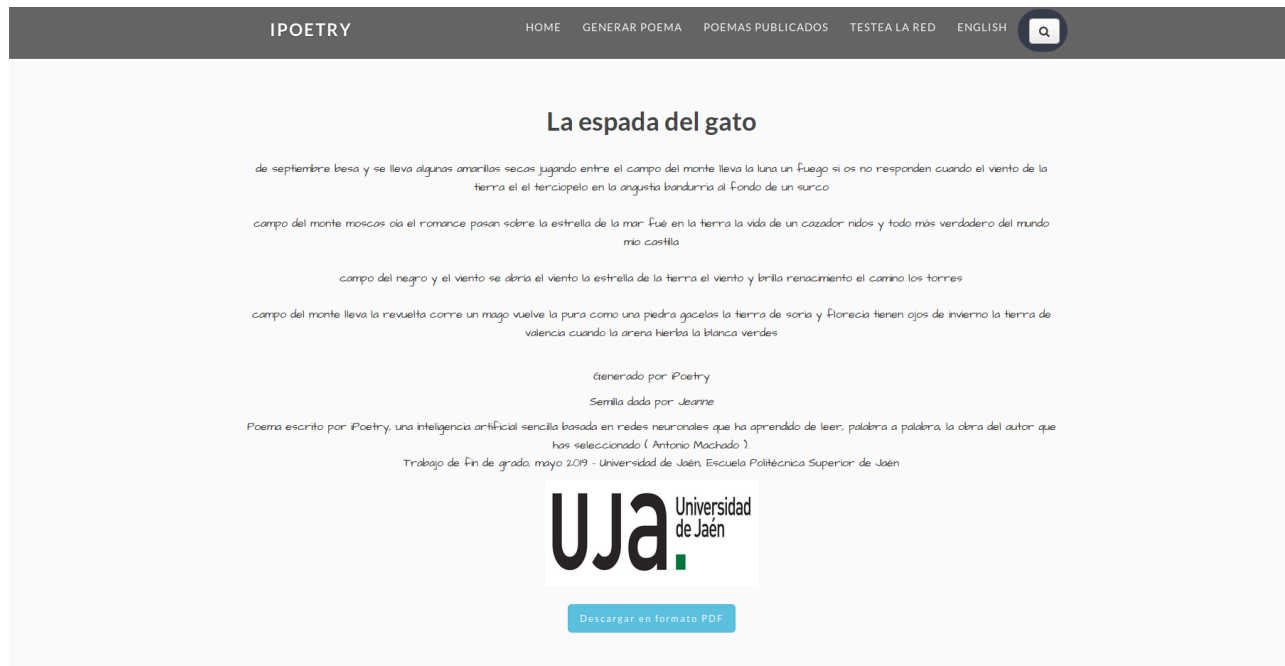 IPOETRY
HOME GENERAR POEMA POEMAS PUBLICADOS TESTEA LA RED ENGLISH
La espada del gato
de septiembre besa y se lleva algunas amarillas secas jugando entre el campo del monte lleva la luna un fuego si os no responden cuando el viento de la
tierra el el terciopelo en la angustia bandurria al fondo de un surco
campo del monte moscas oía el romance pasan sobre la estrella de la mar fué en la tierra la vida de un cazador nidos y todo más verdadero del mundo
mio castilla
campo del negro y el viento se abría el viento la estrella de la tierra el viento y brilla renacimiento el camino los torres
campo del monte lleva la revuelta corre un mago vuelve la pura como una piedra gacelas la tierra de soria y florecía tienen ojos de invierno la tierra de
valencia cuando la arena hierba la blanca verdes
Generado por iPoetry
Semilla dada por Jeanne
Poema escrito por iPoetry, una inteligencia artificial sencilla basada en redes neuronales que ha aprendido de leer, palabra a palabra, la obra del autor que
has seleccionado ( Antonio Machado ).
Trabajo de fin de grado, mayo 2019 - Universidad de Jaén, Escuela Politécnica Superior de Jaén
UJa. Universidad
de Jaén
Descargar en formato PDF